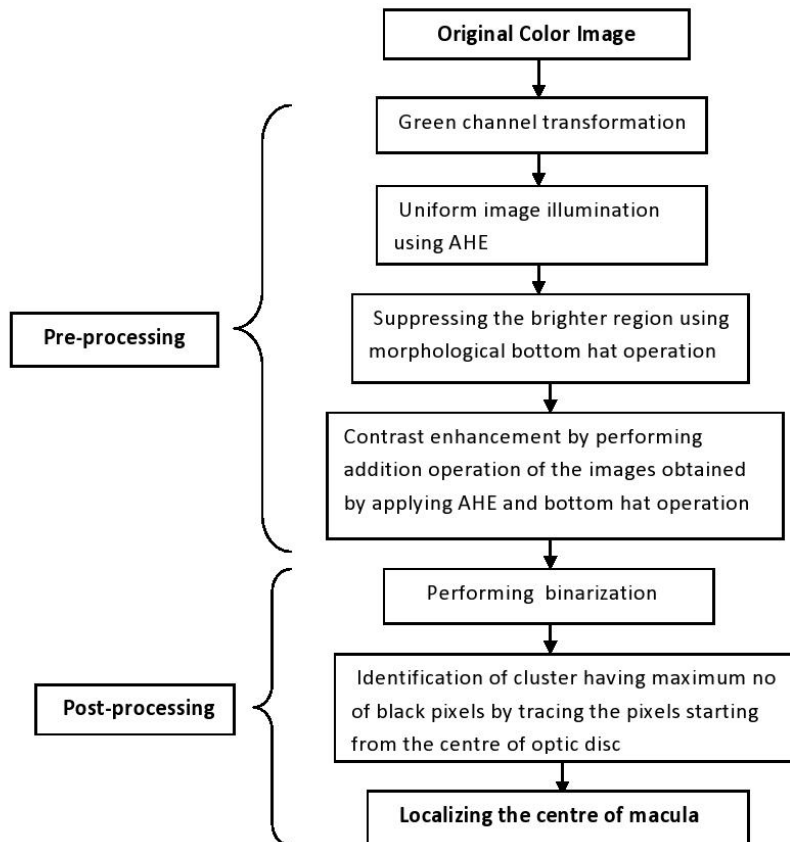 Original Color Image
Green channel transformation
Uniform image illumination
using AHE
Suppressing the brighter region using
morphological bottom hat operation
Pre-processing
Contrast enhancement by performing
addition operation of the images obtained
by applying AHE and bottom hat operation
Performing binarization
Identification of cluster having maximum no
of black pixels by tracing the pixels starting
from the centre of optic disc
Post-processing
Localizing the centre of macula